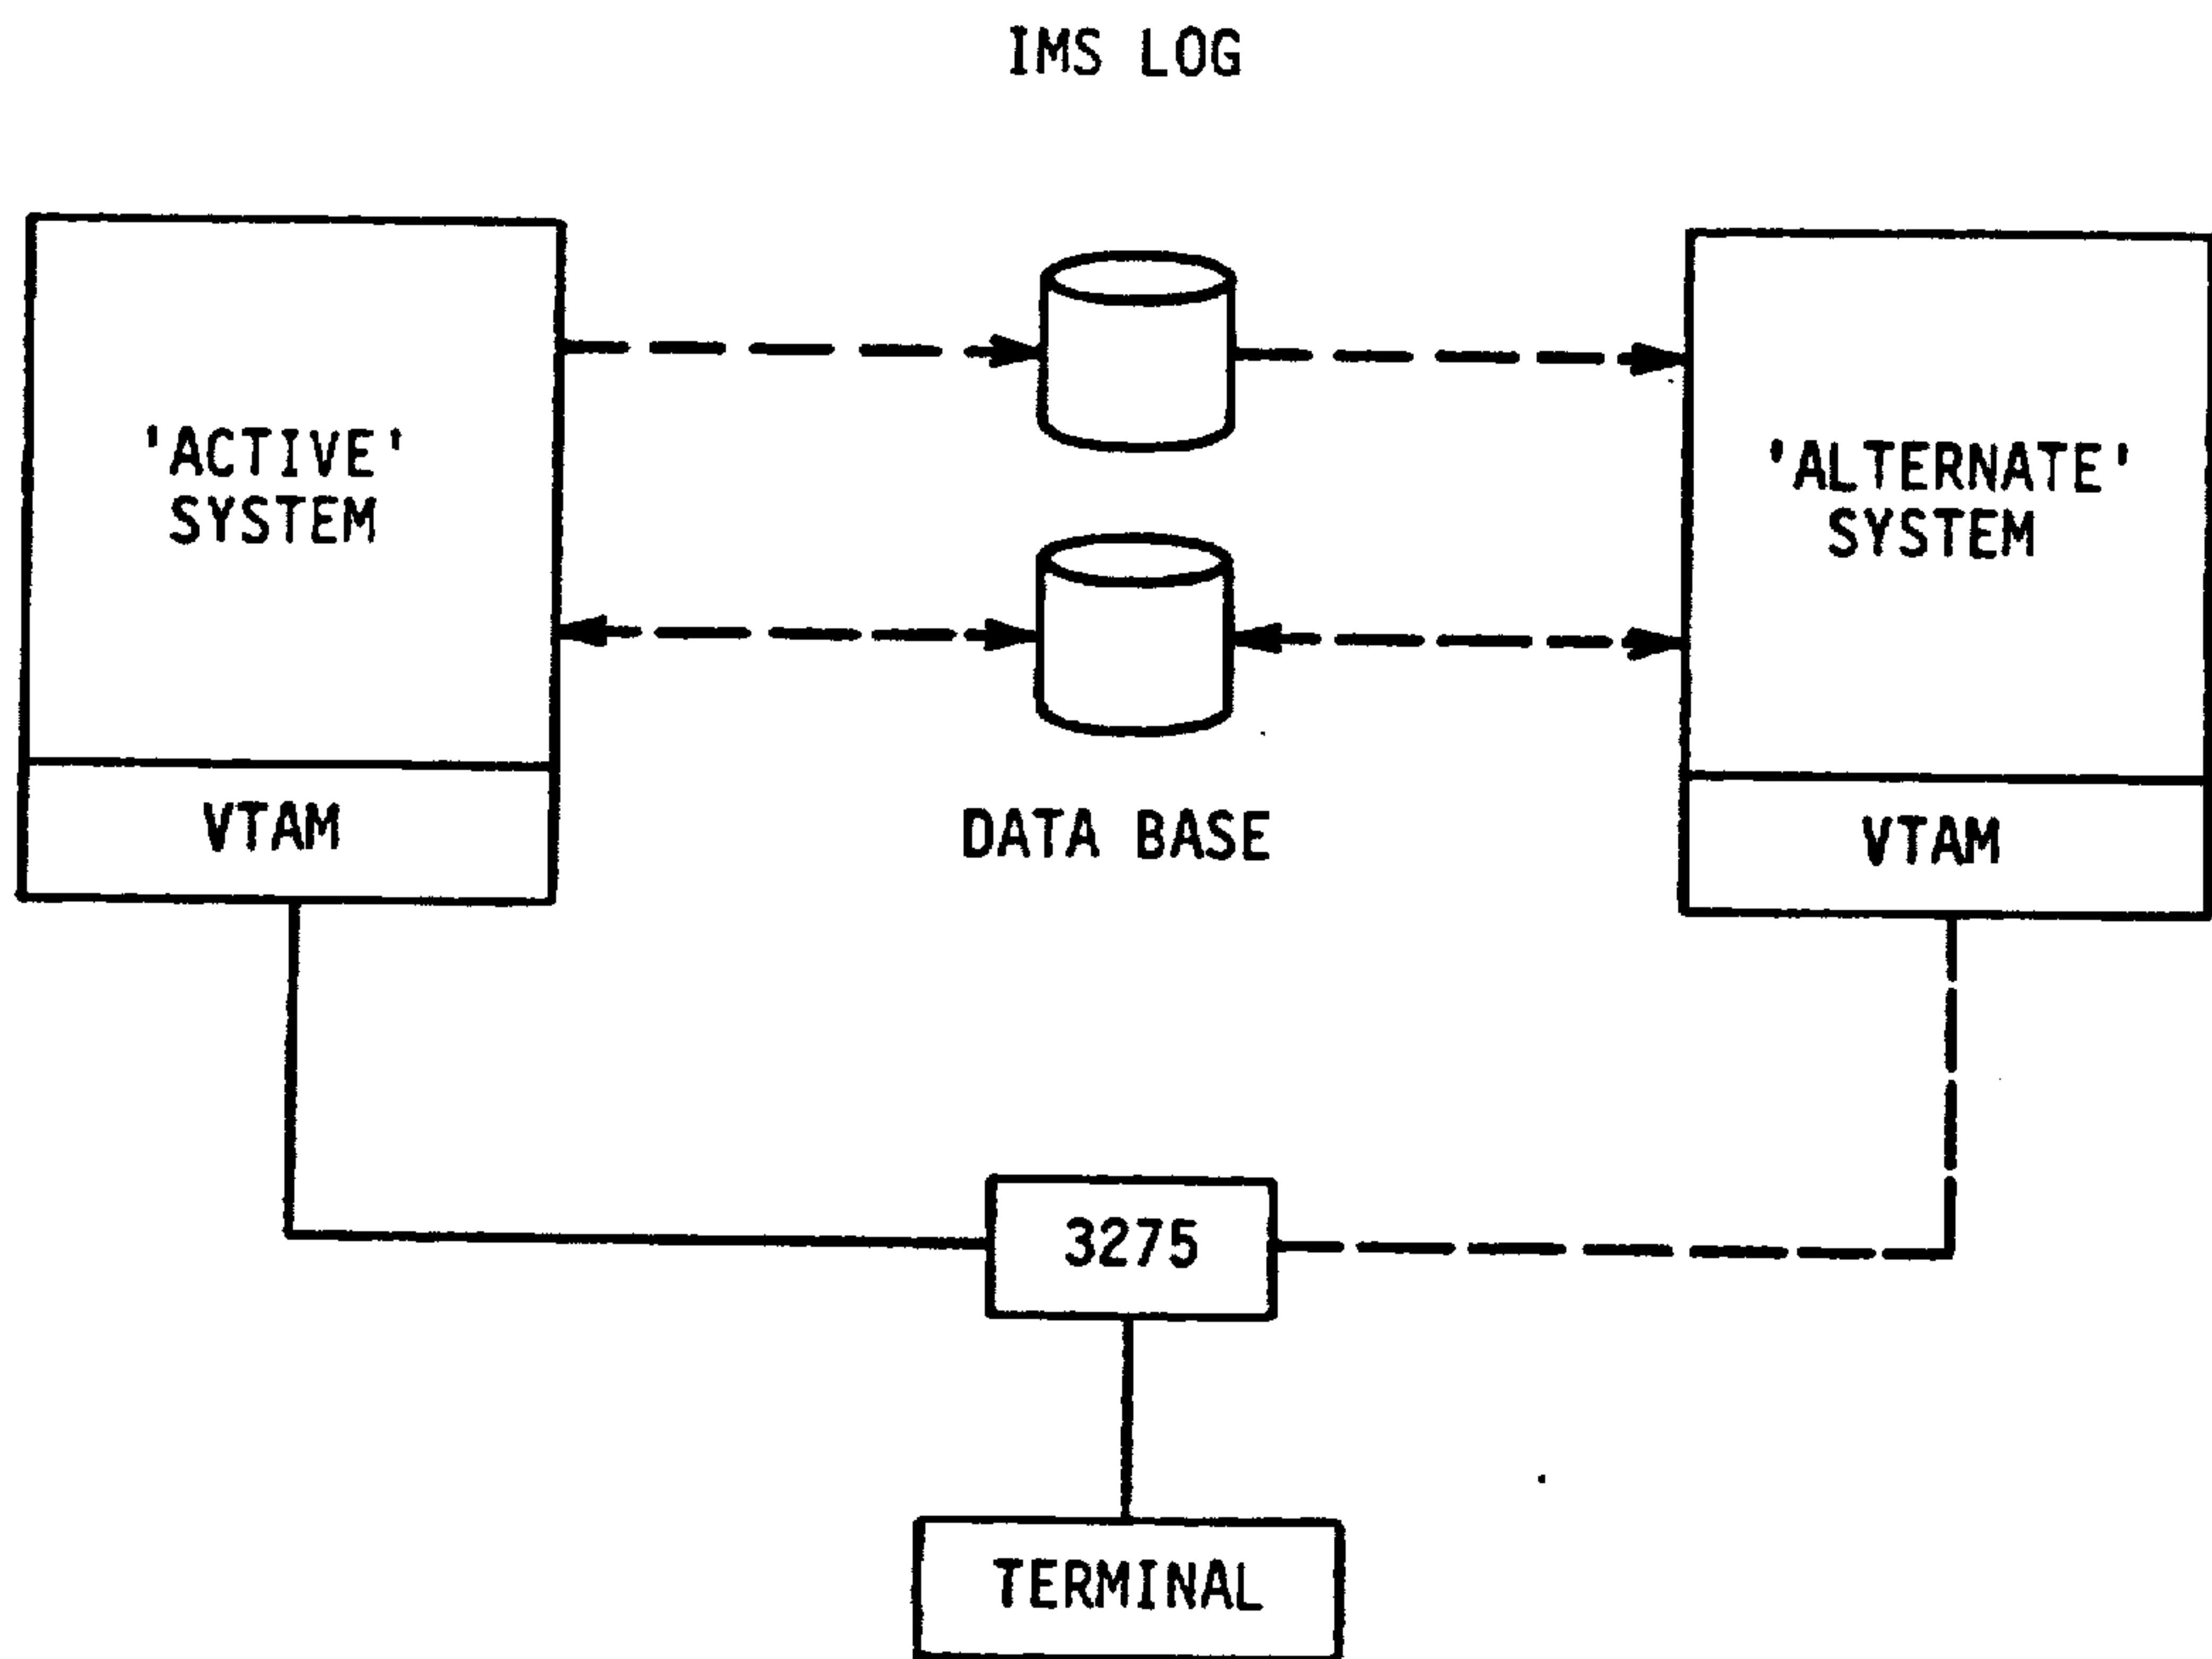 IMS LOG
'ACTIVE'
SYSTEM
'ALTERNATE'
SYSTEM
VTAM
DATA BASE
VTAM
3275
TERMINAL